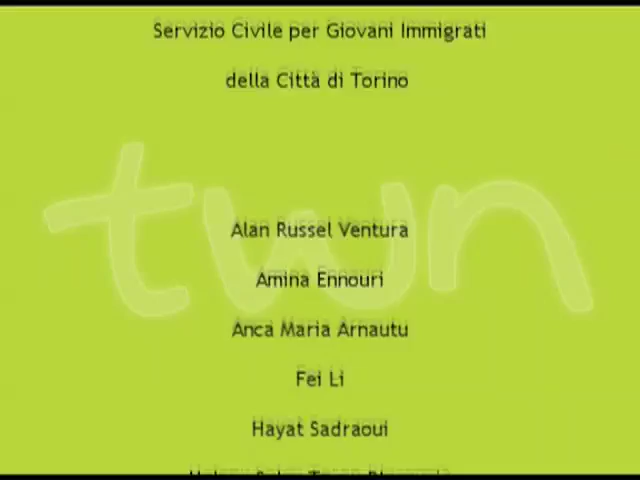 Servizio Civile per Giovani Immigrati
della Città di Torino
twn
Alan Russel Ventura
Amina Ennouri
Anca Maria Arnautu
Fei Li
Hayat Sadraoui